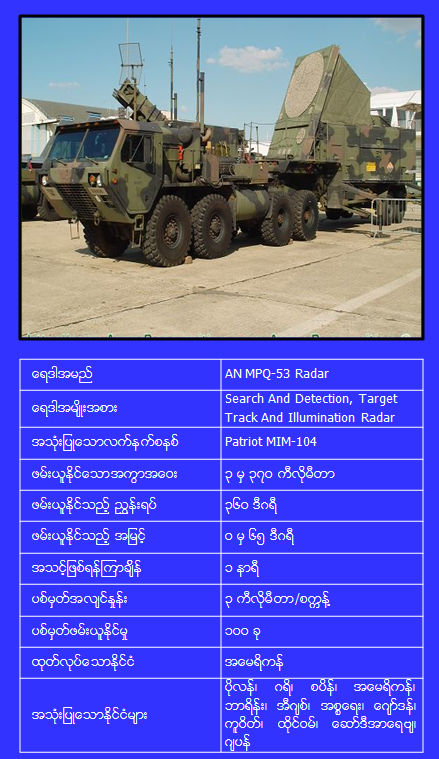 ရေဒါအမည် AN MPQ-53 Radar
ရေဒါအမျိုးအစား Search And Detection, Target
Track And Illumination Radar
အသုံးပြုသောလက်နက်စနစ် Patriot MIM-104
ဖမ်းယူနိုင်သောအကွာအဝေး ၃ မှ ၃၇၀ ကီလိုမီတာ
ဖမ်းယူနိုင်သည့် ညွှန်းရပ် ၃၆၀ ဒီဂရီ
ဖမ်းယူနိုင်သည့် အမြင့် ၀ မှ ၆၅ ဒီဂရီ
အသင့်ဖြစ်ရန်ကြာချိန် ၁ နာရီ
ပစ်မှတ်အလျင်နှုန်း ၃ ကီလိုမီတာ/စက္ကန့်
ပစ်မှတ်ဖမ်းယူနိုင်မှု ၁၀၀ ခု
ထုတ်လုပ်သောနိုင်ငံ အမေရိကန်
အသုံးပြုသောနိုင်ငံများ ပိုလန်၊ ဂရိ၊ စပိန်၊ အမေရိကန်၊
ဘာရိန်း၊ အီဂျစ်၊ အစ္စရေး၊ ဂျော်ဒန်၊
ကူဝိတ်၊ ထိုင်ဝမ်၊ ဆော်ဒီအာရေဗျ၊
ဂျပန်